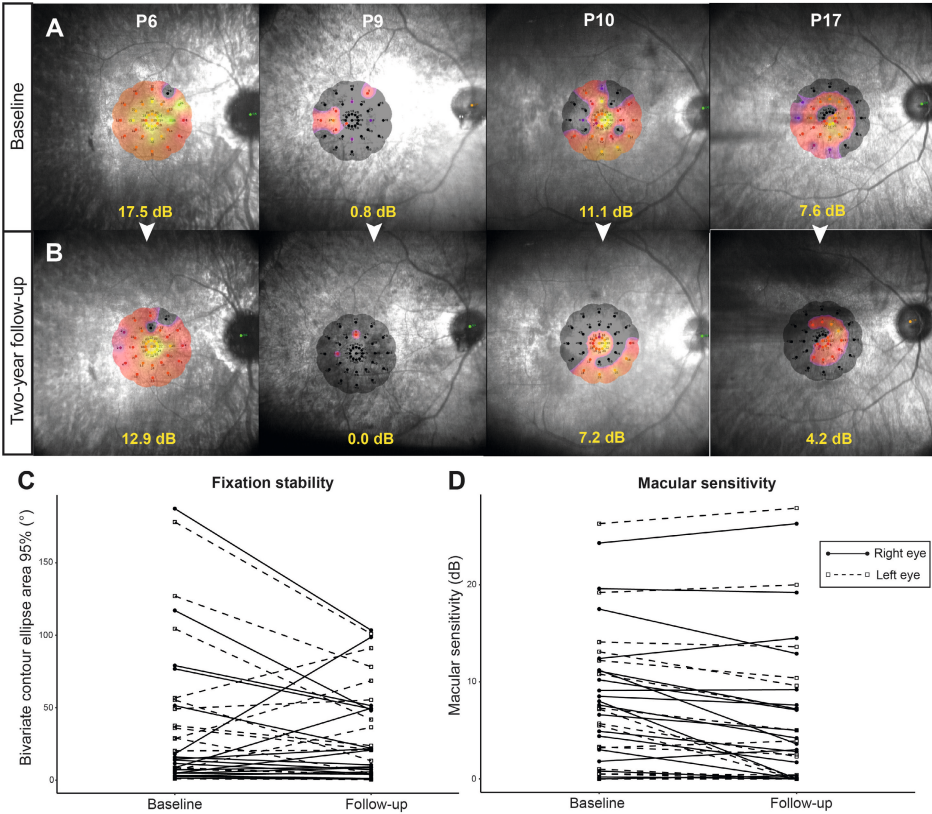 A
P6
P9
P10
P17
Baseline
17.5 dB
0.8 dB
11.1 dB
7.6 dB
B
Two-year follow-up
12.9 dB
0.0 dB
7.2 dB
4.2 dB
C
Fixation stability
Bivariate contour ellipse area 95% (°)
150
100
50
0
Baseline
Follow-up
D
Macular sensitivity
Macular sensitivity (dB)
20
10
0
Baseline
Follow-up
Right eye
Left eye